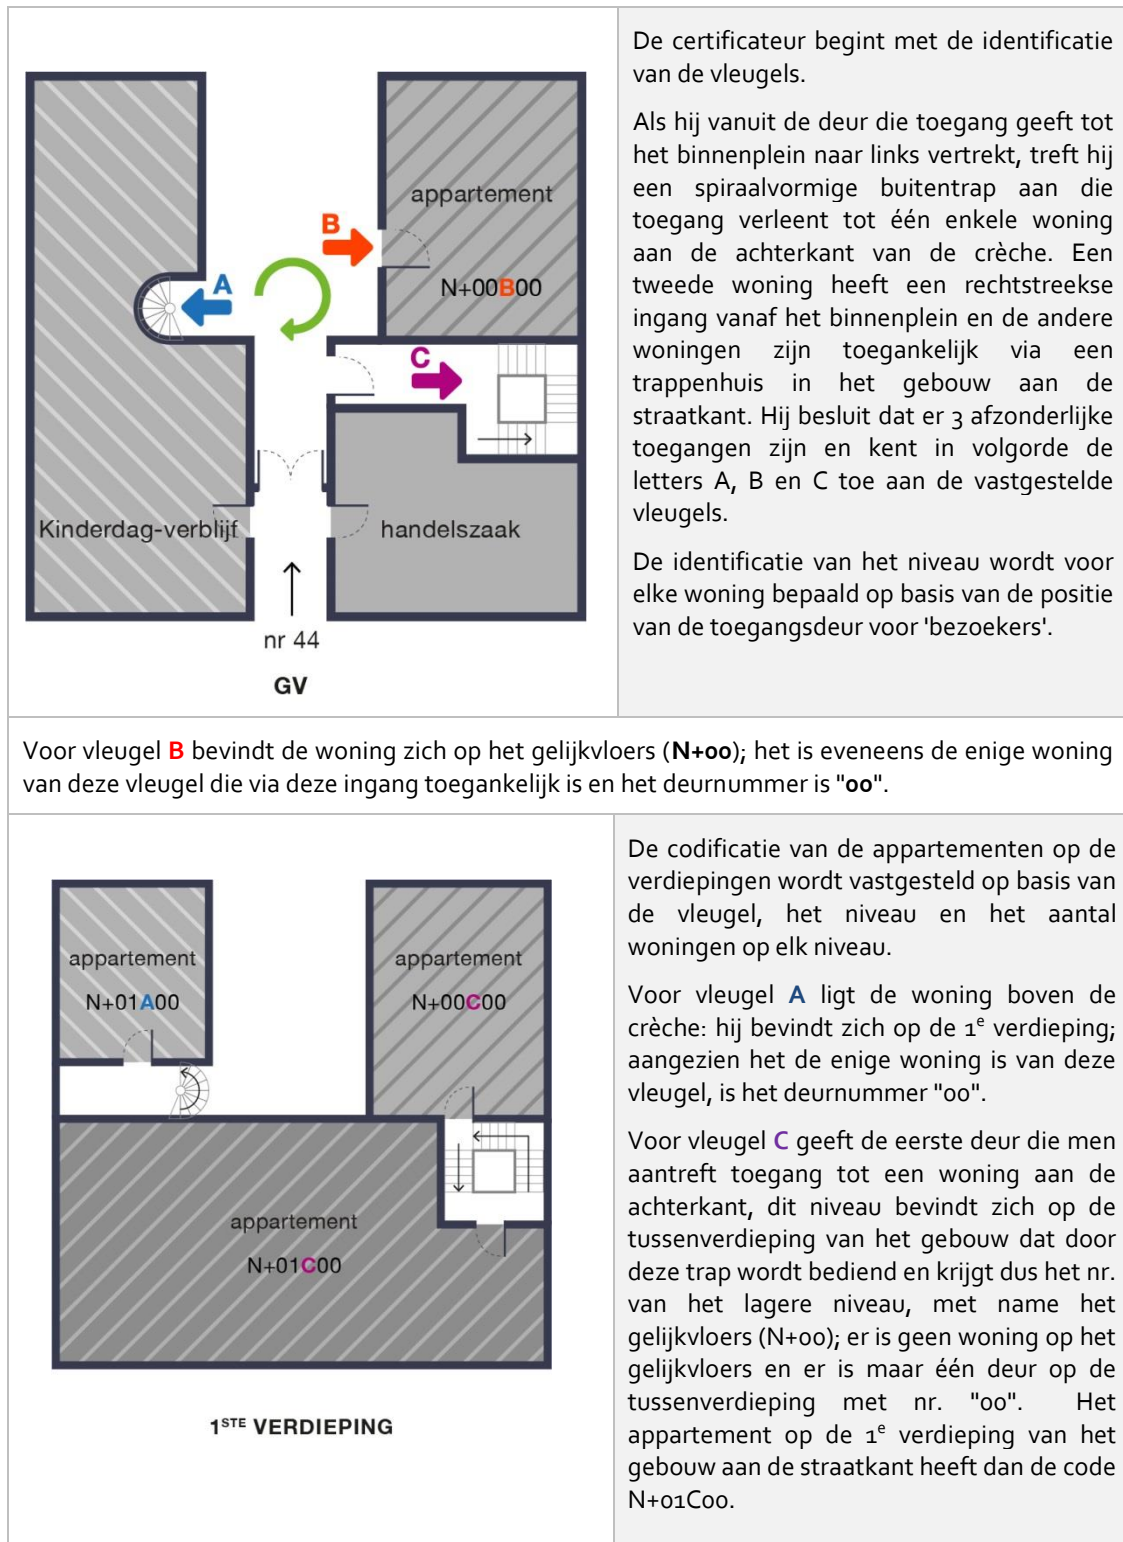 De certificateur begint met de identificatie
van de vleugels.
Als hij vanuit de deur die toegang geeft tot
het binnenplein naar links vertrekt, treft hij
een spiraalvormige buitentrap aan die
toegang verleent tot één enkele woning
aan de achterkant van de crèche. Een
tweede woning heeft een rechtstreekse
ingang vanaf het binnenplein en de andere
woningen zijn toegankelijk via een
trappenhuis in het gebouw aan de
straatkant. Hij besluit dat er 3 afzonderlijke
toegangen zijn en kent in volgorde de
letters A, B en C toe aan de vastgestelde
vleugels.
De identificatie van het niveau wordt voor
elke woning bepaald op basis van de positie
van de toegangsdeur voor 'bezoekers'.
appartement
B
N+00B00
A
C
Kinderdag-verblijf
handelszaak
nr 44
GV
Voor vleugel B bevindt de woning zich op het gelijkvloers (N+00); het is eveneens de enige woning
van deze vleugel die via deze ingang toegankelijk is en het deurnummer is "00".
appartement
N+01A00
appartement
N+00C00
appartement
N+01C00
1STE VERDIEPING
De codificatie van de appartementen op de
verdiepingen wordt vastgesteld op basis van
de vleugel, het niveau en het aantal
woningen op elk niveau.
Voor vleugel A ligt de woning boven de
crèche: hij bevindt zich op de 1e verdieping;
aangezien het de enige woning is van deze
vleugel, is het deurnummer "00".
Voor vleugel C geeft de eerste deur die men
aantreft toegang tot een woning aan de
achterkant, dit niveau bevindt zich op de
tussenverdieping van het gebouw dat door
deze trap wordt bediend en krijgt dus het nr.
van het lagere niveau, met name het
gelijkvloers (N+00); er is geen woning op het
gelijkvloers en er is maar één deur op de
tussenverdieping met nr. "00". Het
appartement op de 1e verdieping van het
gebouw aan de straatkant heeft dan de code
N+01C00.